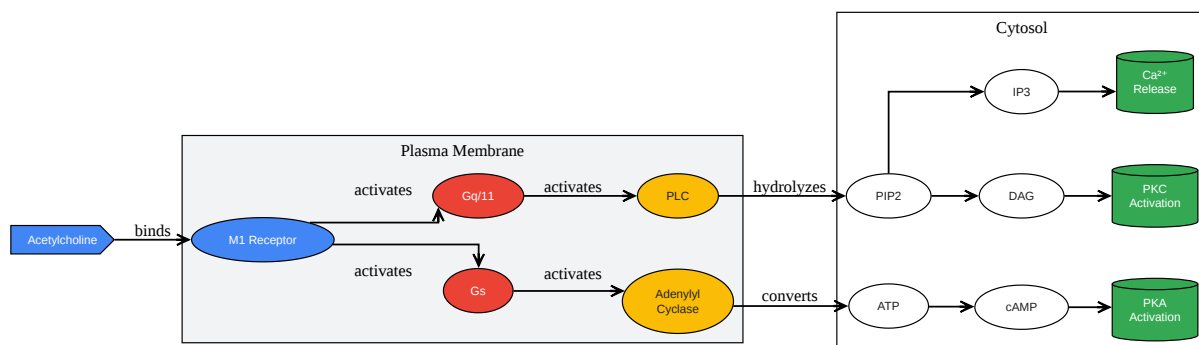 Cytosol
Ca²⁺
Release
IP3
Plasma Membrane
activates
Gq/11
activates
PLC
hydrolyzes
PIP2
DAG
PKC
Activation
Acetylcholine
binds
M1 Receptor
activates
Gs
activates
Adenylyl
Cyclase
converts
ATP
cAMP
PKA
Activation